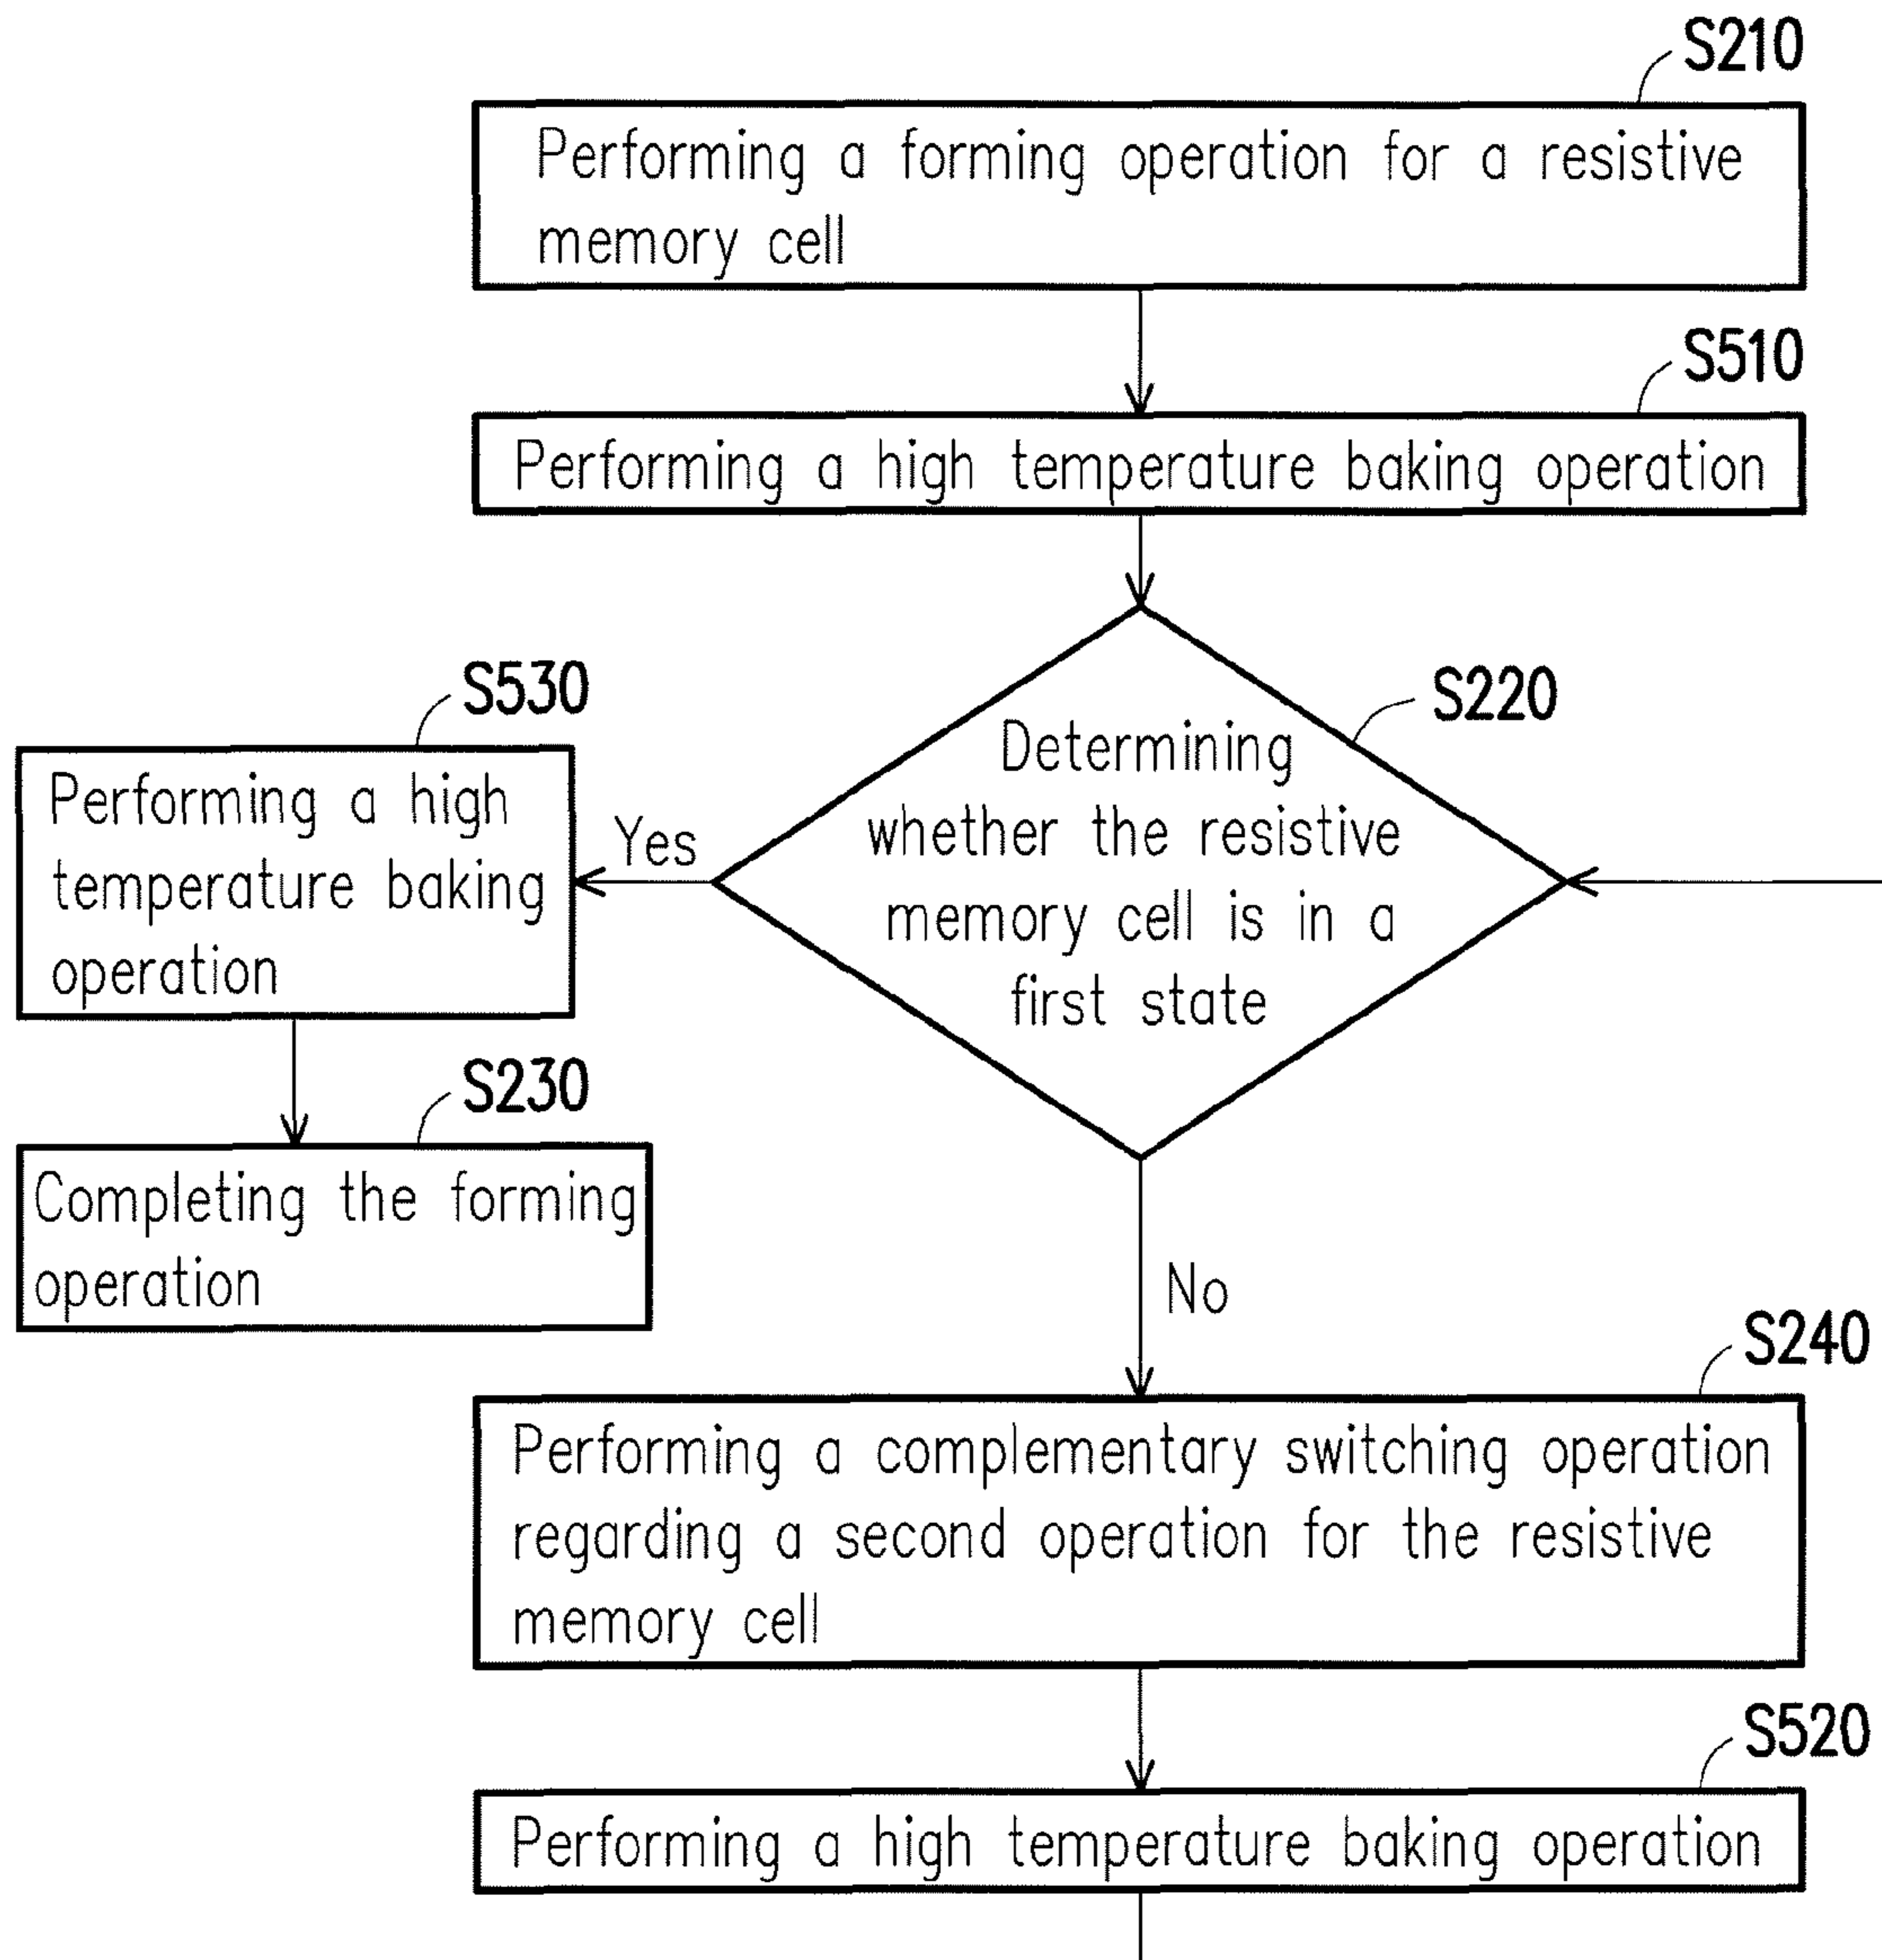 S210
Performing a forming operation for a resistive
memory cell
S510
Performing a high temperature baking operation
S220
Determining
whether the resistive
memory cell is in a
first state
Yes
S530
Performing a high
temperature baking
operation
S230
Completing the forming
operation
No
S240
Performing a complementary switching operation
regarding a second operation for the resistive
memory cell
S520
Performing a high temperature baking operation